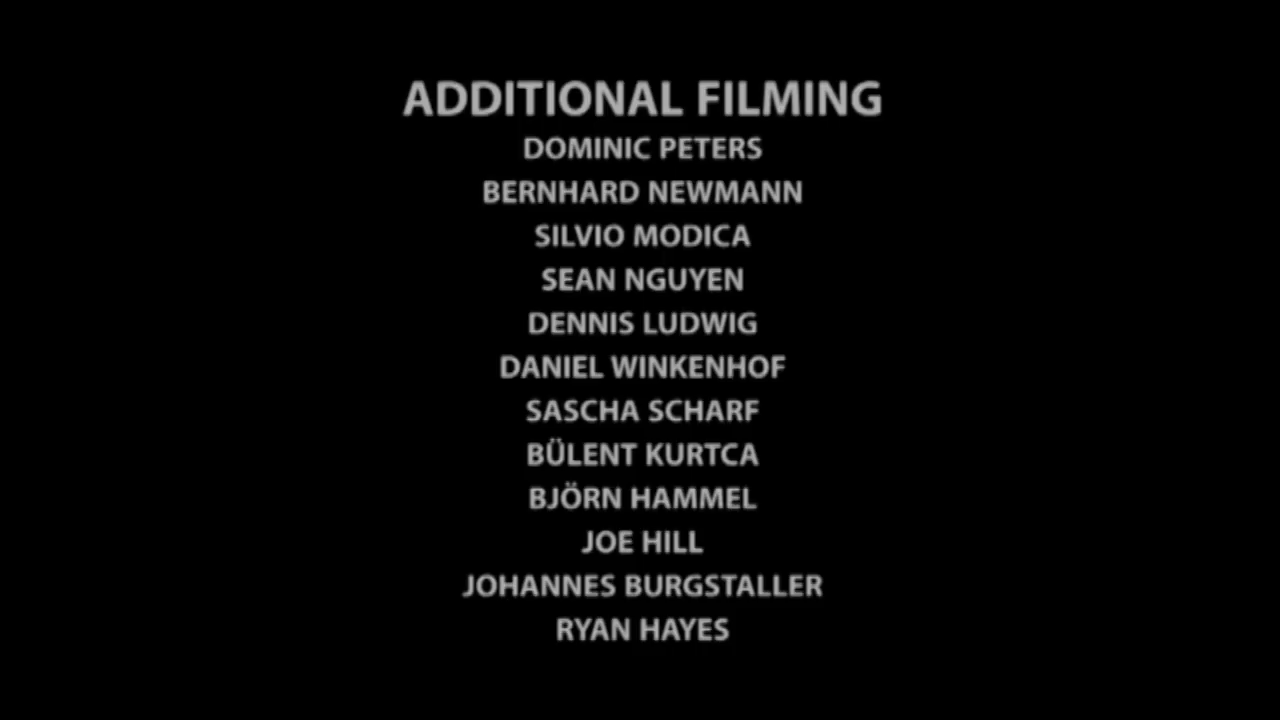 ADDITIONAL FILMING
DOMINIC PETERS
BERNHARD NEWMANN
SILVIO MODICA
SEAN NGUYEN
DENNIS LUDWIG
DANIEL WINKENHOF
SASCHA SCHARF
BÜLENT KURTCA
BJÖRN HAMMEL
JOE HILL
JOHANNES BURGSTALLER
RYAN HAYES